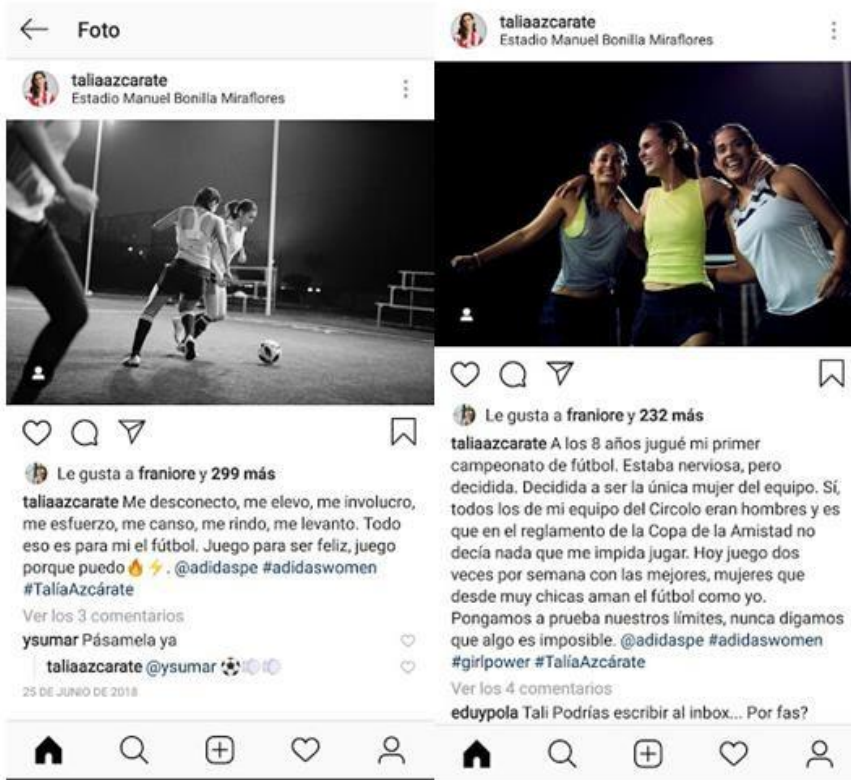 Foto
taliaazcarate
Estadio Manuel Bonilla Miraflores
Le gusta a franiore y 299 más
taliaazcarate Me desconecto, me elevo, me involucro,
me esfuerzo, me canso, me rindo, me levanto. Todo
eso es para mi el fútbol. Juego para ser feliz, juego
porque puedo🔥⚡. @adidaspe #adidaswomen
#TalíaAzcárate
Ver los 3 comentarios
ysumar Pásamela ya
taliaazcarate @ysumar ⚽💨💨
25 DE JUNIO DE 2018
taliaazcarate
Estadio Manuel Bonilla Miraflores
Le gusta a franiore y 232 más
taliaazcarate A los 8 años jugué mi primer
campeonato de fútbol. Estaba nerviosa, pero
decidida. Decidida a ser la única mujer del equipo. Sí,
todos los de mi equipo del Circolo eran hombres y es
que en el reglamento de la Copa de la Amistad no
decía nada que me impida jugar. Hoy juego dos
veces por semana con las mejores, mujeres que
desde muy chicas aman el fútbol como yo.
Pongamos a prueba nuestros límites, nunca digamos
que algo es imposible. @adidaspe #adidaswomen
#girlpower #TalíaAzcárate
Ver los 4 comentarios
eduypola Tali Podrías escribir al inbox... Por fas?